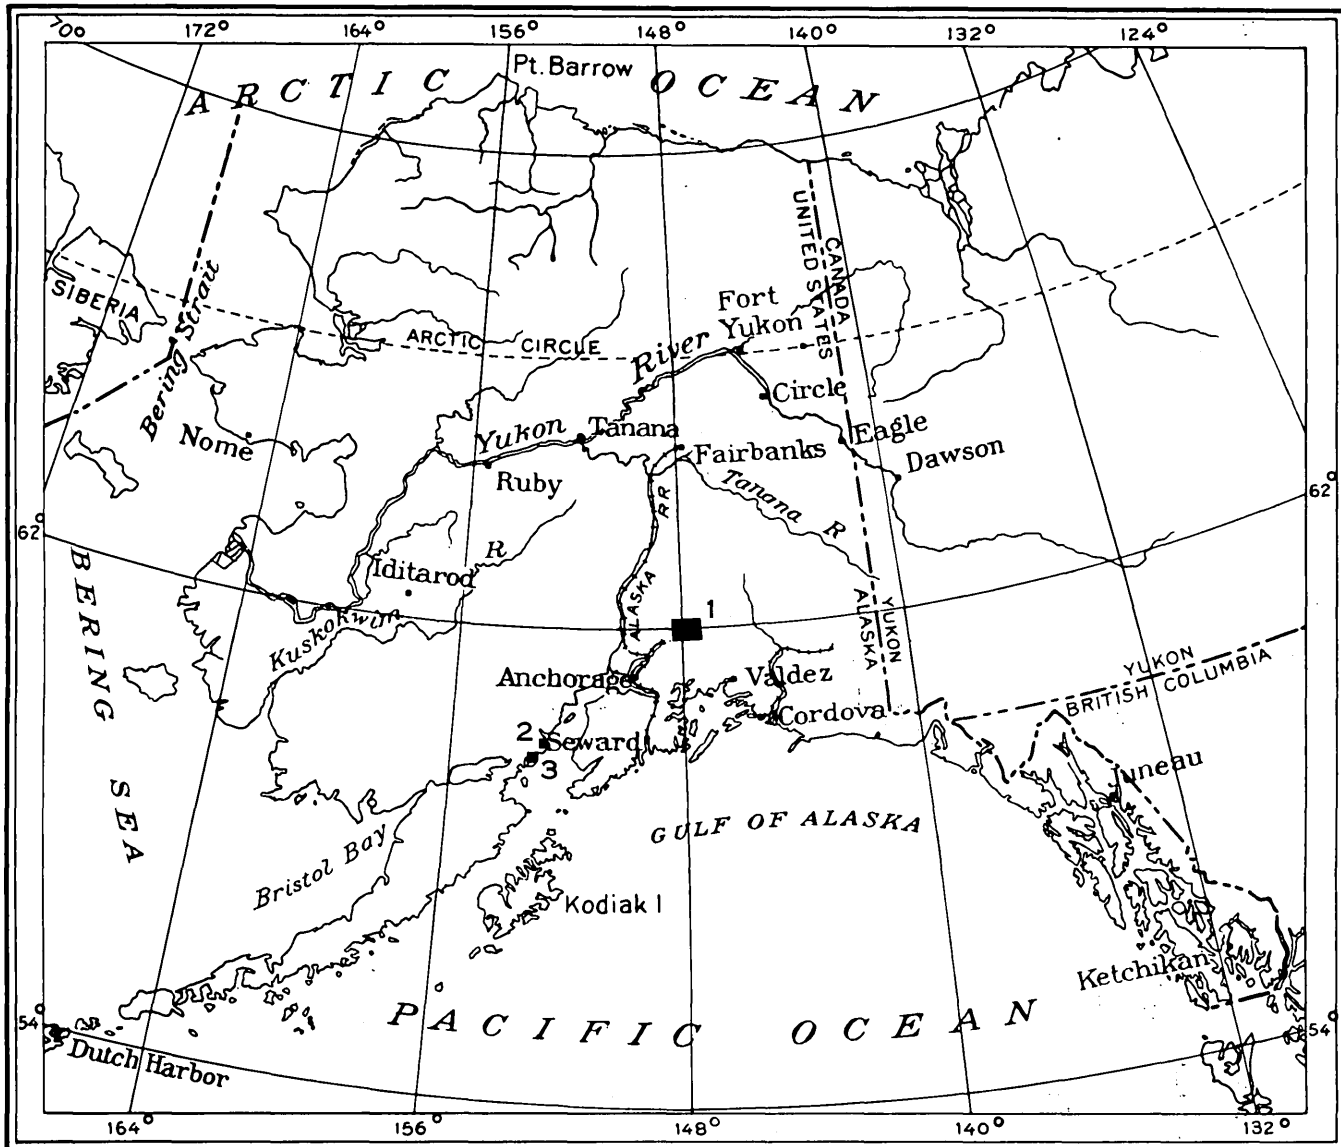 70° 172° 164° 156° 148° 140° 132° 124°
Pt. Barrow
ARCTIC OCEAN
UNITED STATES
CANADA
SIBERIA
Bering Strait
ARCTIC CIRCLE
Fort
Yukon
Yukon River
Circle
Nome
Tanana
Eagle
Fairbanks
Dawson
Ruby
Tanana R
RR
62°
62°
R
Iditarod
ALASKA
1
Kuskokwim
ALASKA
YUKON
BERING SEA
Anchorage
Valdez
YUKON
BRITISH COLUMBIA
Cordova
2
Seward
3
Juneau
GULF OF ALASKA
Bristol Bay
Kodiak I
Ketchikan
PACIFIC OCEAN
54°
54°
Dutch Harbor
164° 156° 148° 140° 132°